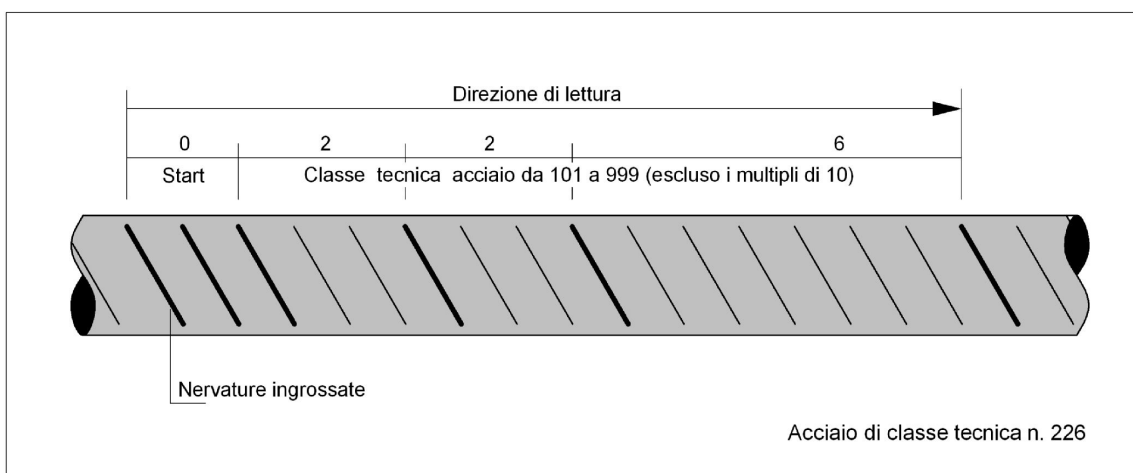 Direzione di lettura
0 2 2 6
Start Classe tecnica acciaio da 101 a 999 (escluso i multipli di 10)
Nervature ingrossate
Acciaio di classe tecnica n. 226